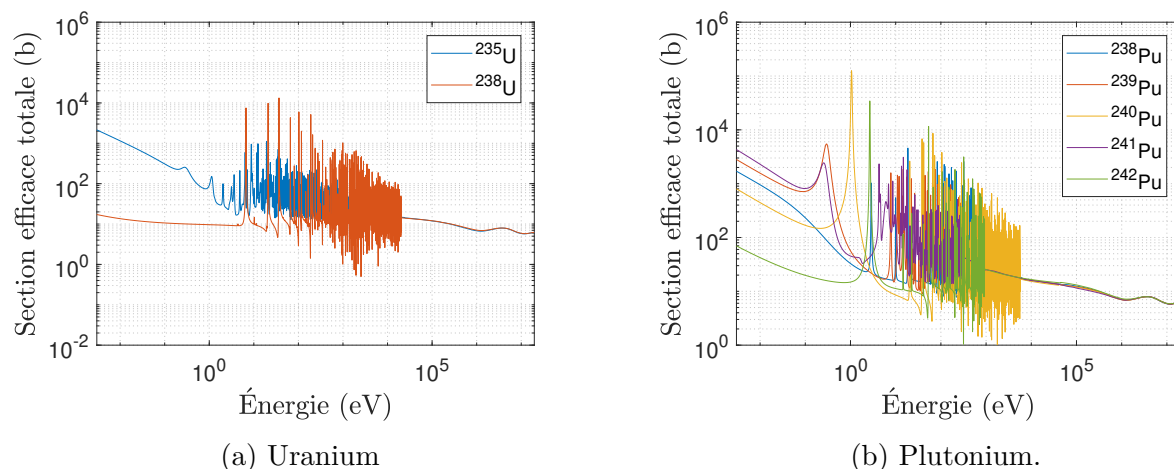 10^6
10^4
10^2
10^0
10^-2
Section efficace totale (b)
^235U
^238U
10^0
10^5
Énergie (eV)
(a) Uranium
10^6
10^4
10^2
10^0
Section efficace totale (b)
^238Pu
^239Pu
^240Pu
^241Pu
^242Pu
10^0
10^5
Énergie (eV)
(b) Plutonium.